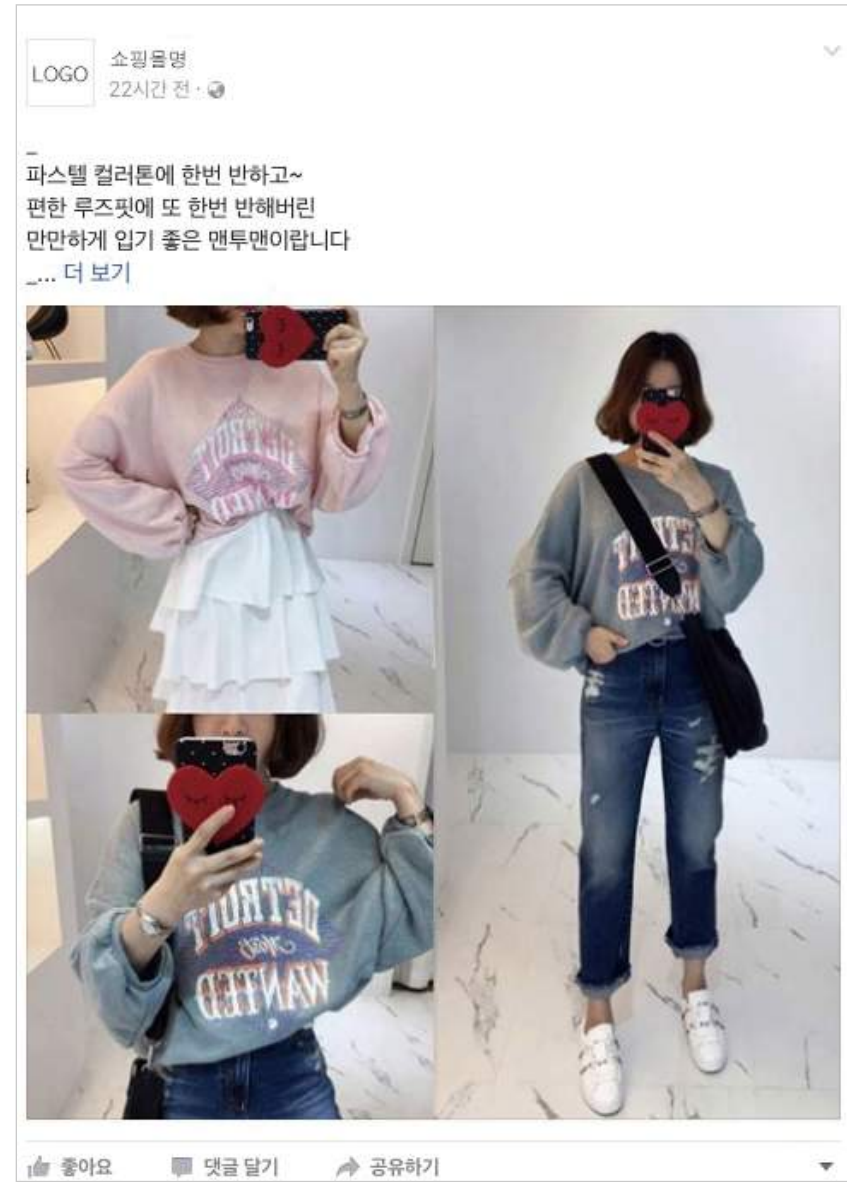 LOGO
쇼핑몰명
22시간 전 ·
_
파스텔 컬러톤에 한번 반하고~
편한 루즈핏에 또 한번 반해버린
만만하게 입기 좋은 맨투맨이랍니다
_... 더 보기
DETROIT
WANTED
DETROIT
WANTED
DETROIT
Most
WANTED
좋아요 댓글 달기 공유하기